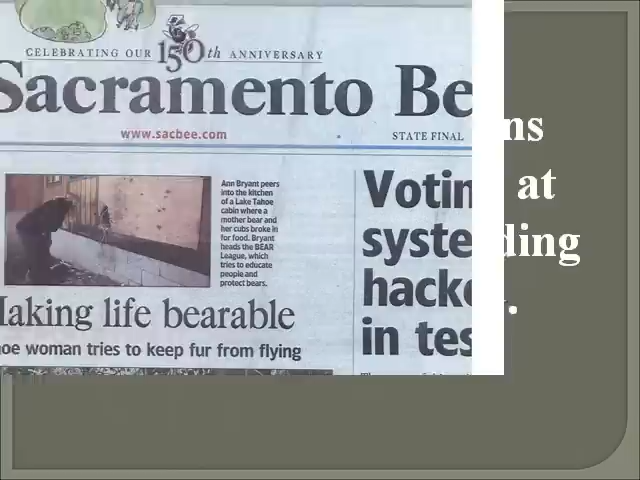 CELEBRATING OUR 150th ANNIVERSARY
Sacramento Be
www.sacbee.com
STATE FINAL
Ann Bryant peers
into the kitchen
of a Lake Tahoe
cabin where a
mother bear and
her cubs broke in
for food. Bryant
heads the BEAR
League, which
tries to educate
people and
protect bears.
Making life bearable
oe woman tries to keep fur from flying
Votin
syste
hacke
in tes
ns
at
ding
.